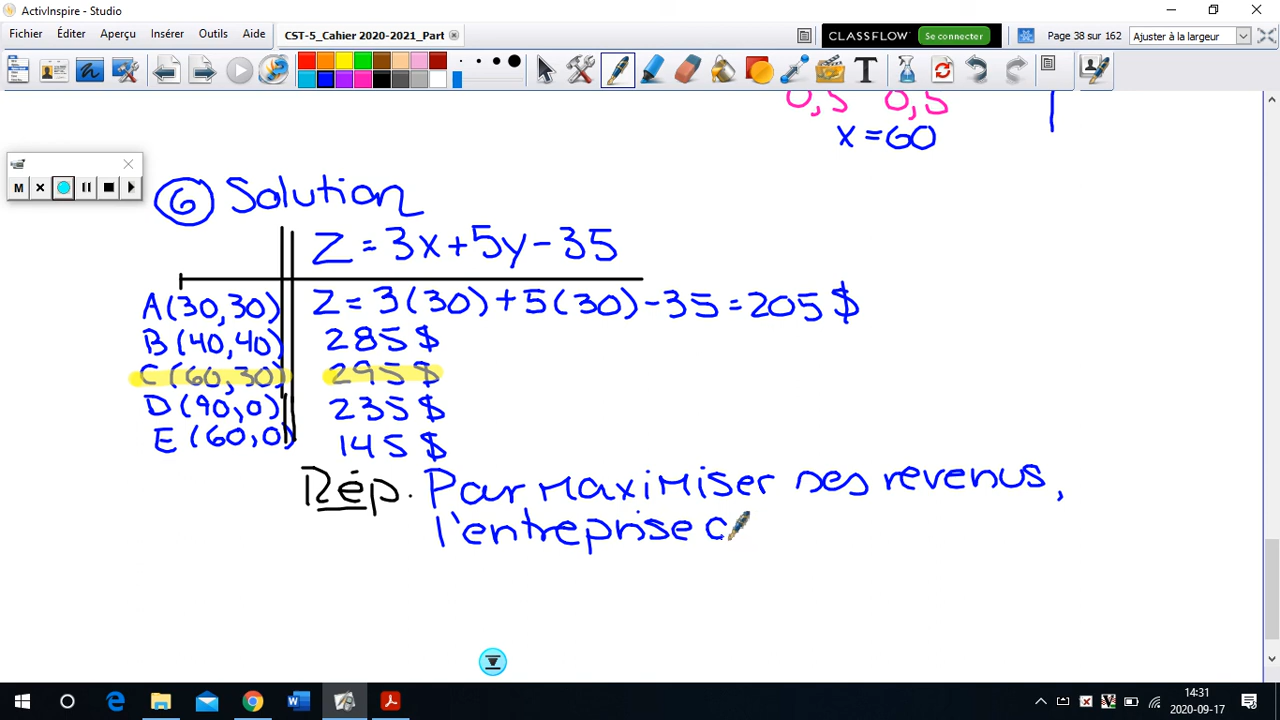 ActivInspire - Studio
Fichier Éditer Aperçu Insérer Outils Aide CST-5_Cahier 2020-2021_Part CLASSFLOW Se connecter Page 38 sur 162 Ajuster à la largeur
0,5 0,5
x = 60
M
6 Solution
Z = 3x + 5y - 35
A(30,30) Z = 3(30) + 5(30) - 35 = 205 $
B(40,40) 285 $
C(60,30) 295 $
D(90,0) 235 $
E(60,0) 145 $
Rép. Par maximiser ses revenus,
l'entreprise
14:31
2020-09-17